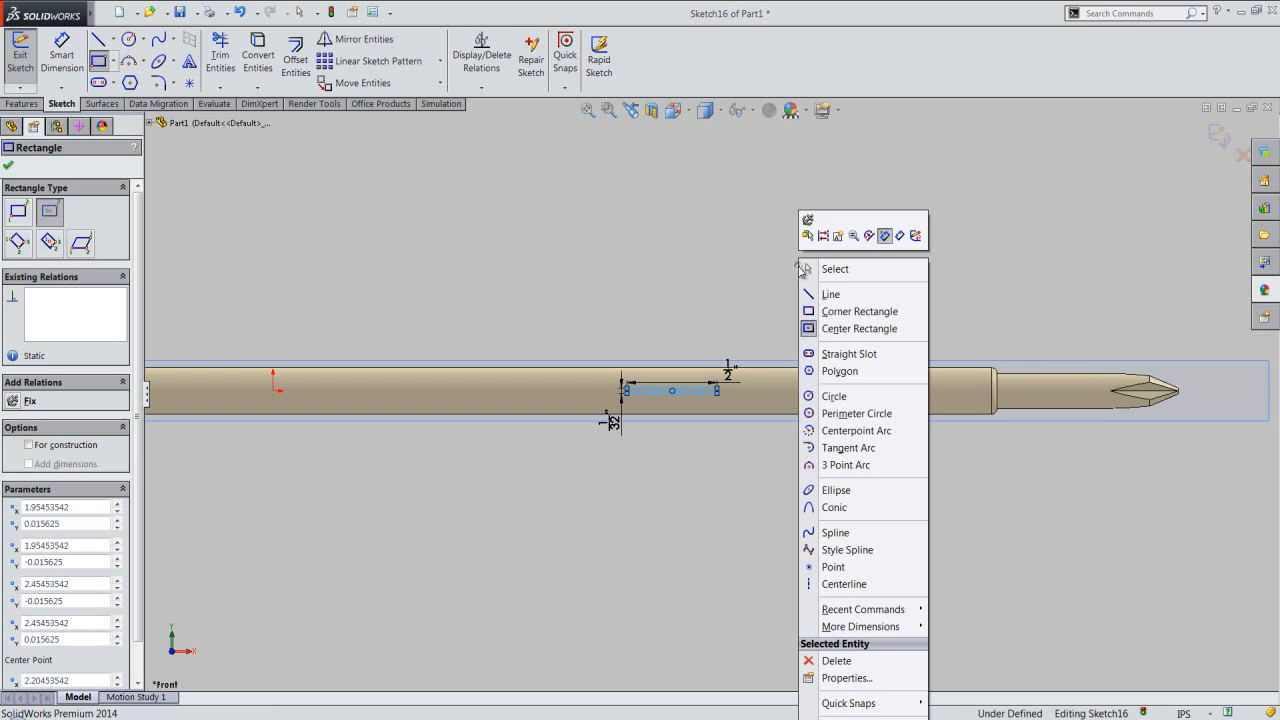 SOLIDWORKS
Sketch16 of Part1 *
Search Commands
Exit Sketch
Smart Dimension
Trim Entities
Convert Entities
Offset Entities
Mirror Entities
Linear Sketch Pattern
Move Entities
Display/Delete Relations
Repair Sketch
Quick Snaps
Rapid Sketch
Features
Sketch
Surfaces
Data Migration
Evaluate
DimXpert
Render Tools
Office Products
Simulation
Part1 (Default<<Default>_...
Rectangle
?
Rectangle Type
Existing Relations
Static
Add Relations
Fix
Options
For construction
Add dimensions
Parameters
1.95453542
0.015625
1.95453542
-0.015625
2.45453542
-0.015625
2.45453542
0.015625
Center Point
2.20453542
1/2"
1/32"
Select
Line
Corner Rectangle
Center Rectangle
Straight Slot
Polygon
Circle
Perimeter Circle
Centerpoint Arc
Tangent Arc
3 Point Arc
Ellipse
Conic
Spline
Style Spline
Point
Centerline
Recent Commands
More Dimensions
Selected Entity
Delete
Properties...
Quick Snaps
Y
X
*Front
Model
Motion Study 1
SolidWorks Premium 2014
Under Defined
Editing Sketch16
IPS